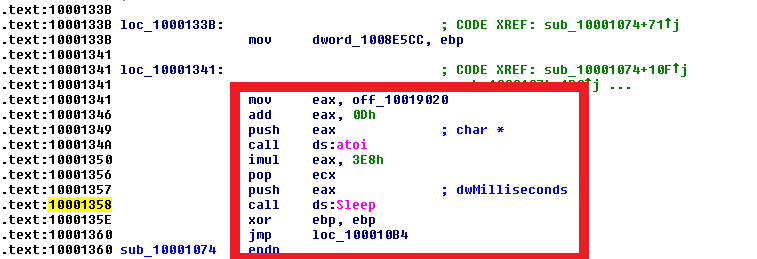 .text:1000133B
.text:1000133B loc_1000133B: ; CODE XREF: sub_10001074+71↑j
.text:1000133B mov dword_1008E5CC, ebp
.text:10001341
.text:10001341 loc_10001341: ; CODE XREF: sub_10001074+10F↑j
.text:10001341
.text:10001341 mov eax, off_10019020
.text:10001346 add eax, 0Dh
.text:10001349 push eax ; char *
.text:1000134A call ds:atoi
.text:10001350 imul eax, 3E8h
.text:10001356 pop ecx
.text:10001357 push eax ; dwMilliseconds
.text:10001358 call ds:Sleep
.text:1000135E xor ebp, ebp
.text:10001360 jmp loc_100010B4
.text:10001360 sub_10001074 endp